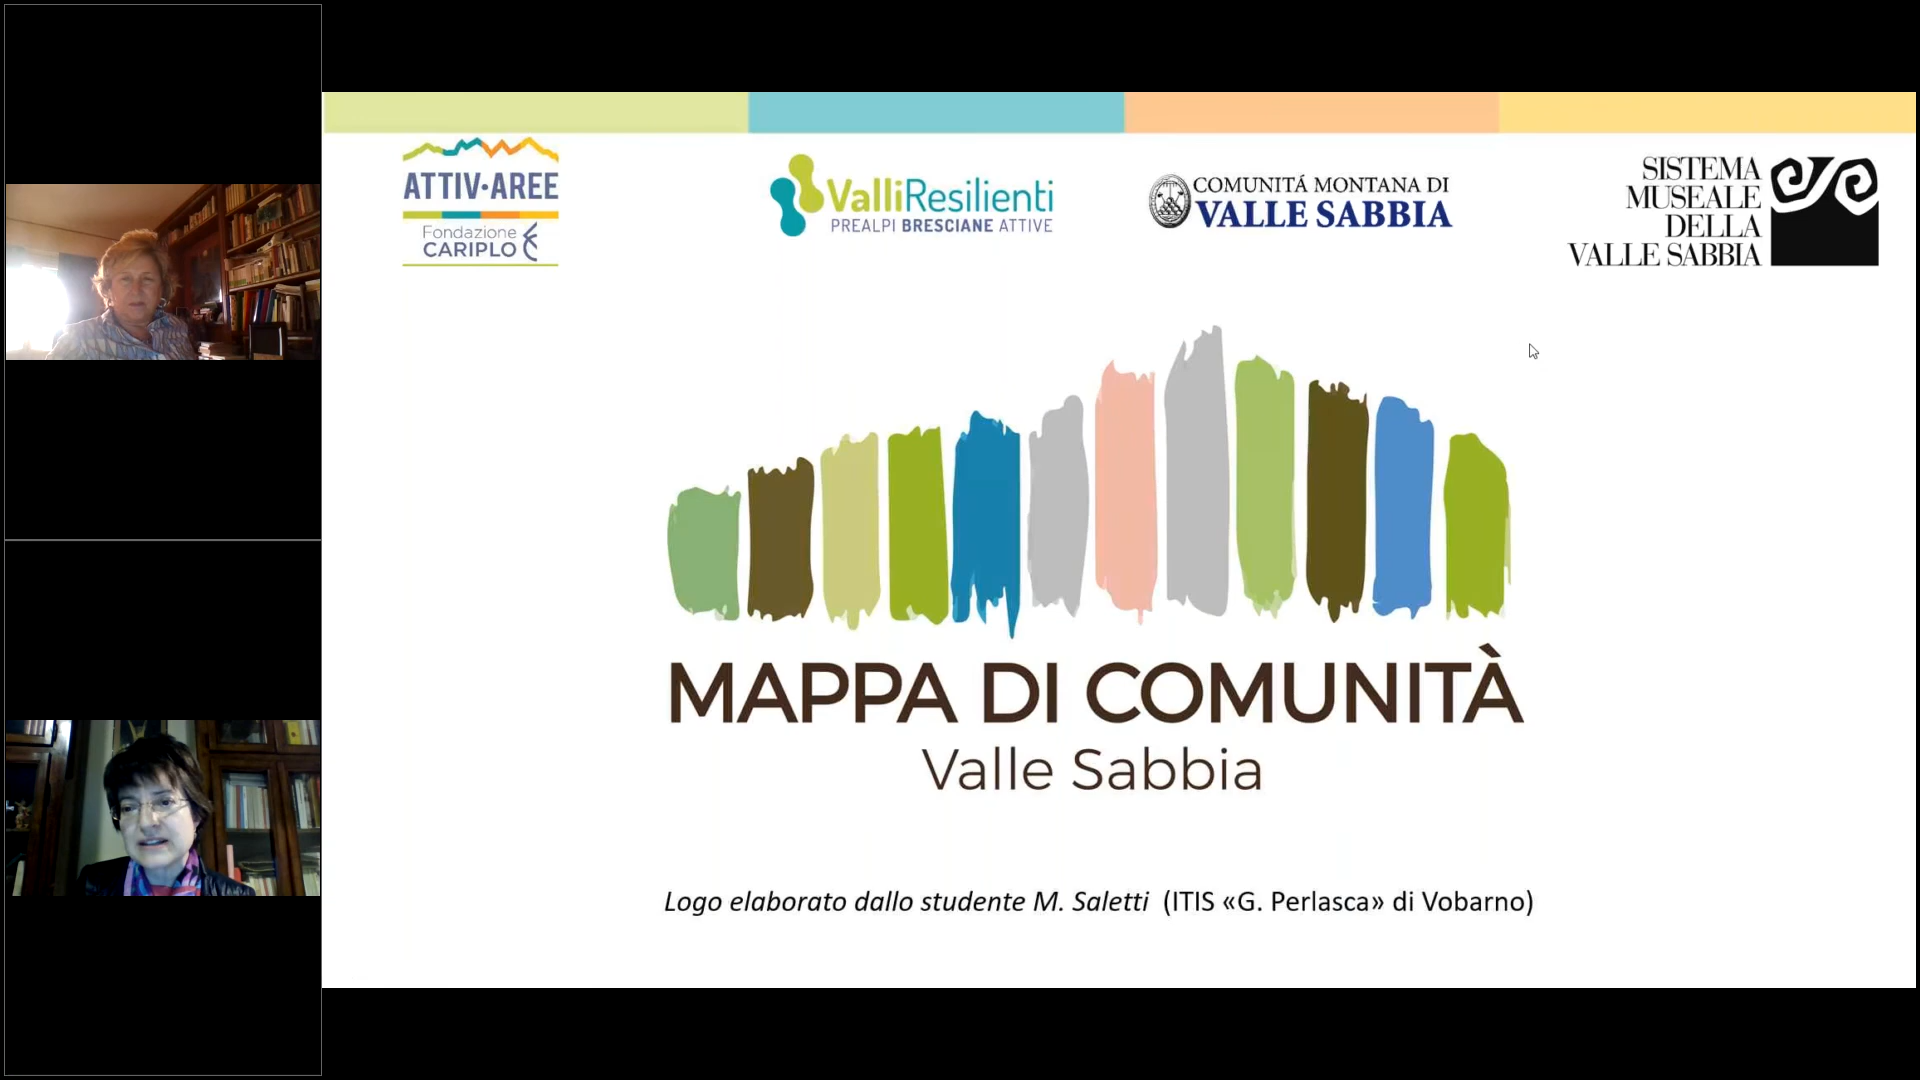 ATTIV·AREE
Fondazione
CARIPLO
ValliResilienti
PREALPI BRESCIANE ATTIVE
COMUNITÁ MONTANA DI
VALLE SABBIA
SISTEMA
MUSEALE
DELLA
VALLE SABBIA
MAPPA DI COMUNITÀ
Valle Sabbia
Logo elaborato dallo studente M. Saletti (ITIS «G. Perlasca» di Vobarno)